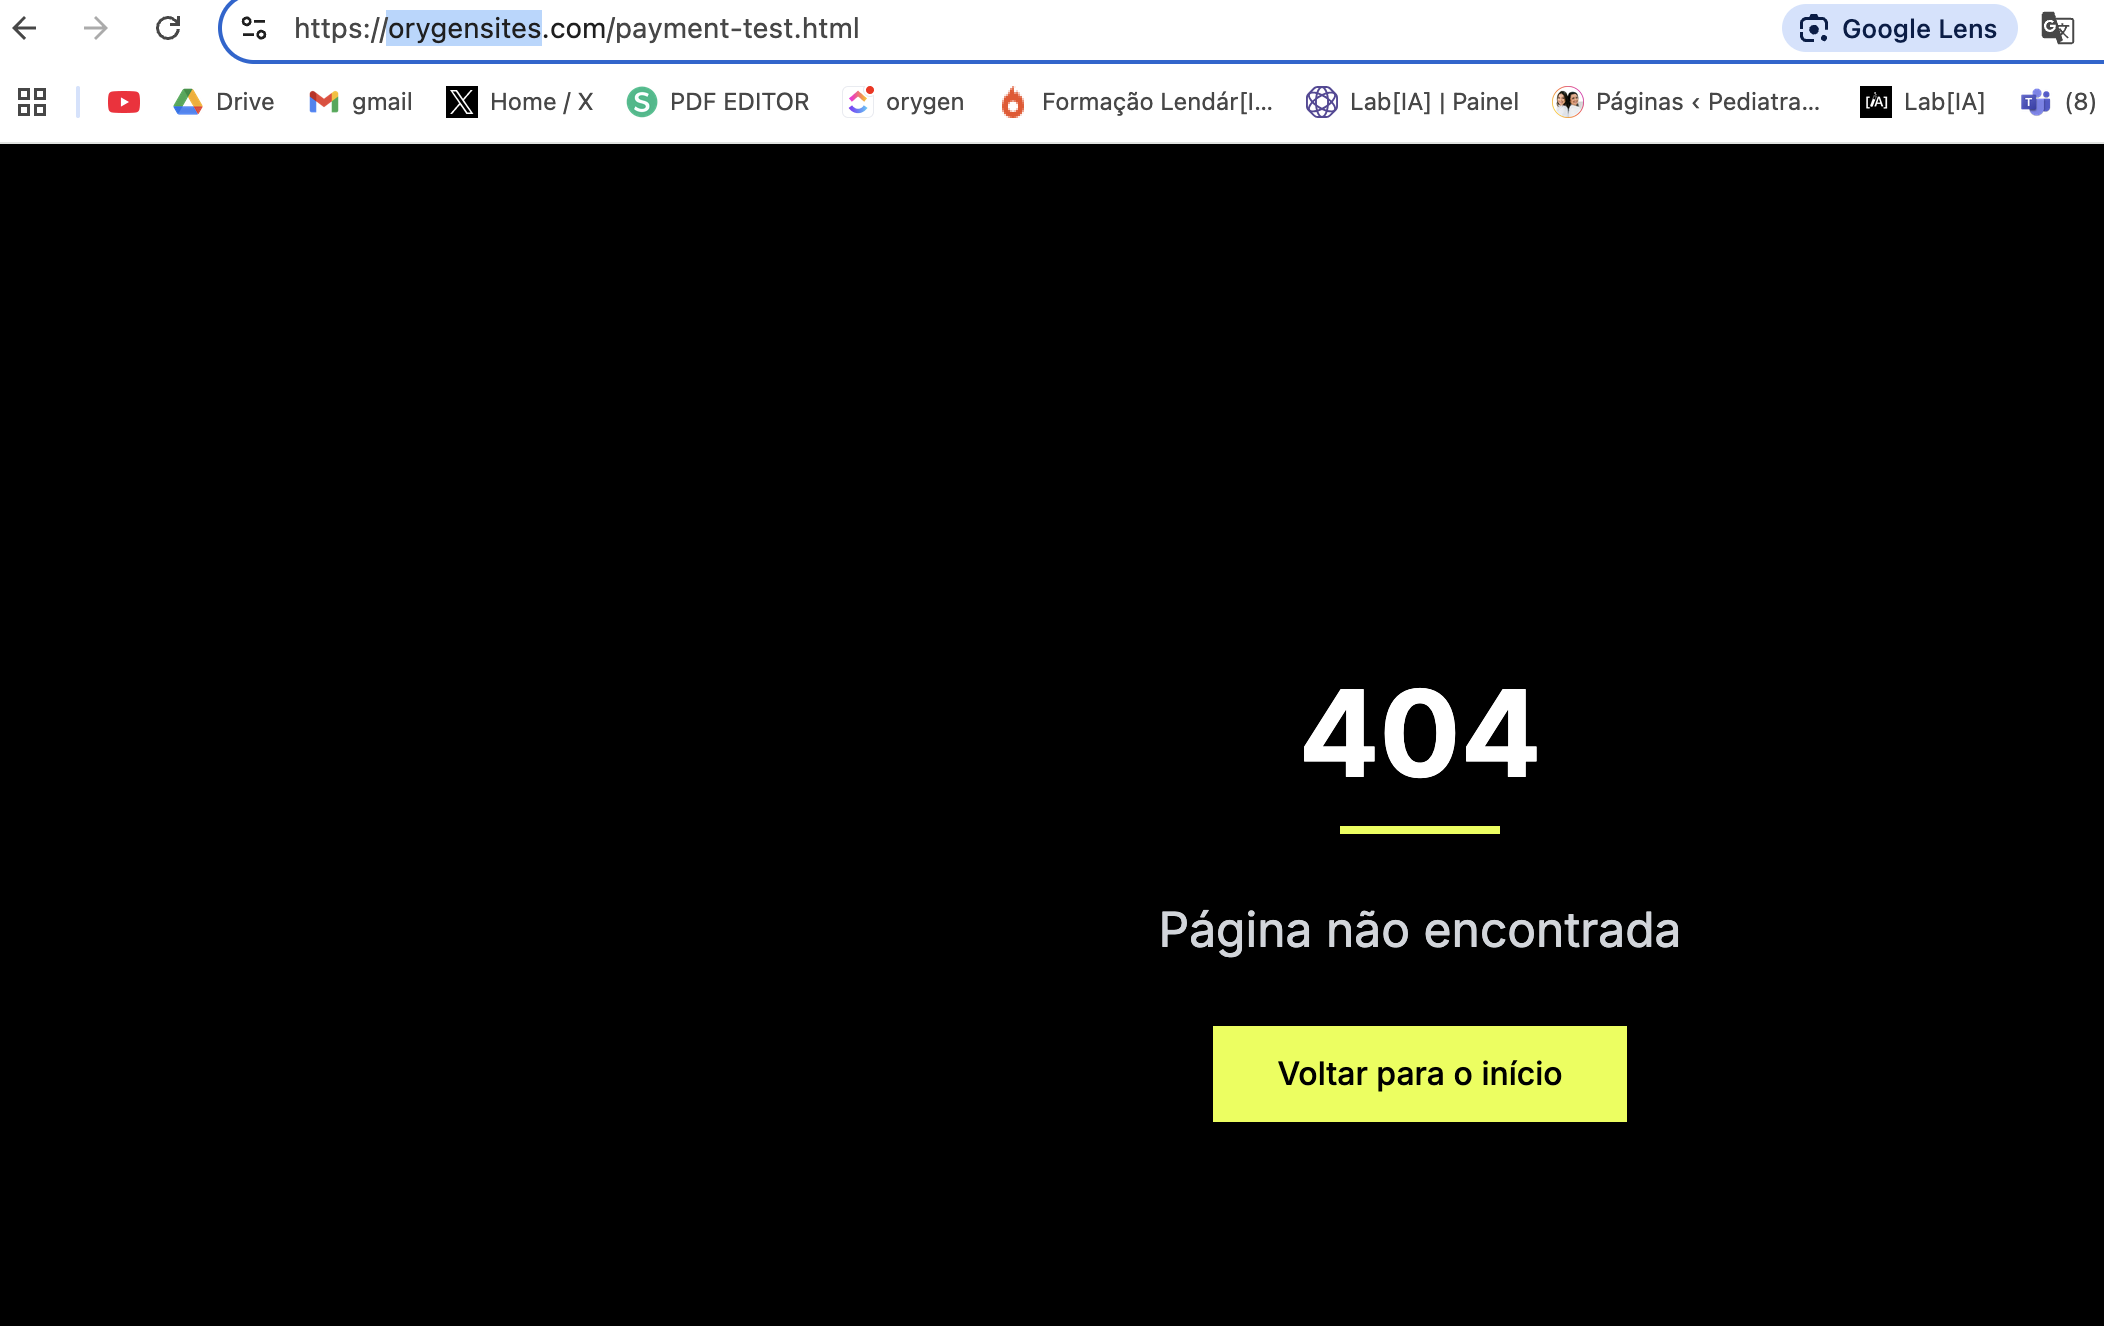 https://orygensites.com/payment-test.html
Google Lens
Drive
gmail
Home / X
S PDF EDITOR
orygen
Formação Lendár[I...
Lab[IA] | Painel
Páginas ‹ Pediatra...
[IA] Lab[IA]
T (8)
404
Página não encontrada
Voltar para o início